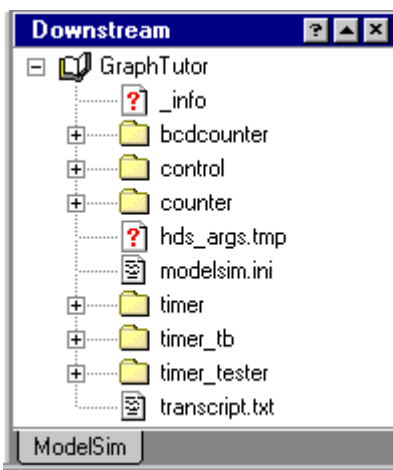 Downstream
GraphTutor
_info
bcdcounter
control
counter
hds_args.tmp
modelsim.ini
timer
timer_tb
timer_tester
transcript.txt
ModelSim